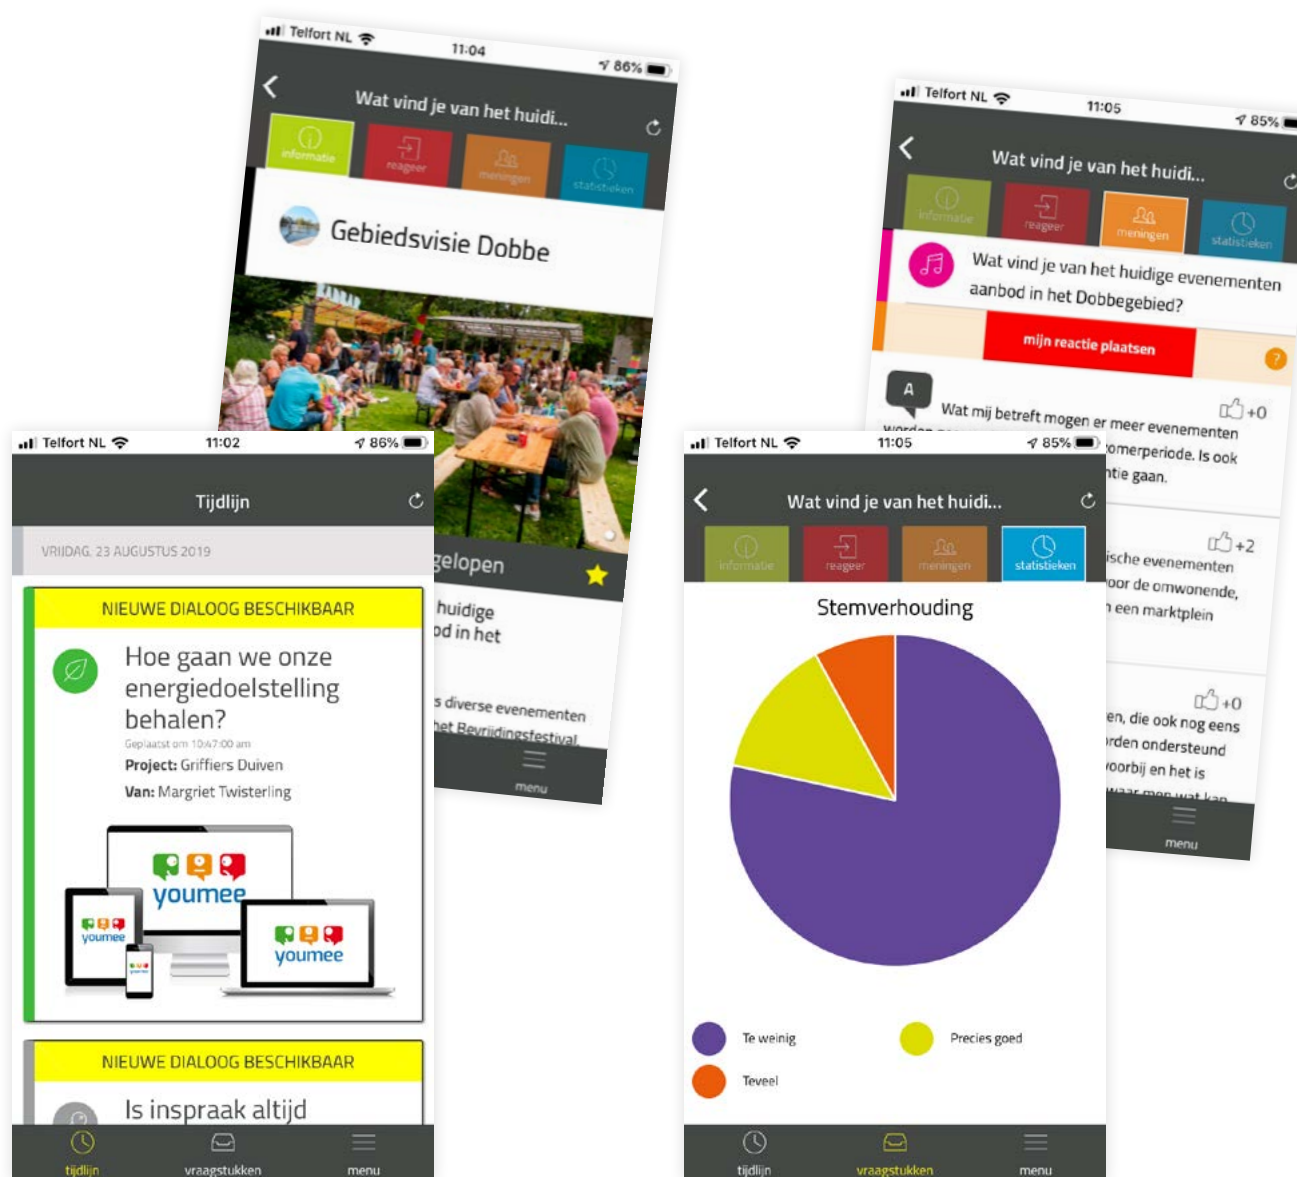 Telfort NL
11:04
86%
Wat vind je van het huidi...
informatie
reageer
meningen
statistieken
Gebiedsvisie Dobbe
gelopen
huidige
od in het
s diverse evenementen
het Bevrijdingsfestival,
menu
Telfort NL
11:05
85%
Wat vind je van het huidi...
informatie
reageer
meningen
statistieken
Wat vind je van het huidige evenementen
aanbod in het Dobbegebied?
mijn reactie plaatsen
?
A
+0
Wat mij betreft mogen er meer evenementen
worden
zomerperiode. Is ook
ntie gaan.
+2
ische evenementen
oor de omwonende,
een marktplein
+0
en, die ook nog eens
rden ondersteund
voorbij en het is
waar men wat kan
menu
Telfort NL
11:02
86%
Tijdlijn
VRIJDAG, 23 AUGUSTUS 2019
NIEUWE DIALOOG BESCHIKBAAR
Hoe gaan we onze
energiedoelstelling
behalen?
Geplaatst om 10:47:00 am
Project: Griffiers Duiven
Van: Margriet Twisterling
youmee
youmee
youmee
youmee
NIEUWE DIALOOG BESCHIKBAAR
Is inspraak altijd
tijdlijn
vraagstukken
menu
Telfort NL
11:05
85%
Wat vind je van het huidi...
informatie
reageer
meningen
statistieken
Stemverhouding
Te weinig
Precies goed
Teveel
tijdlijn
vraagstukken
menu